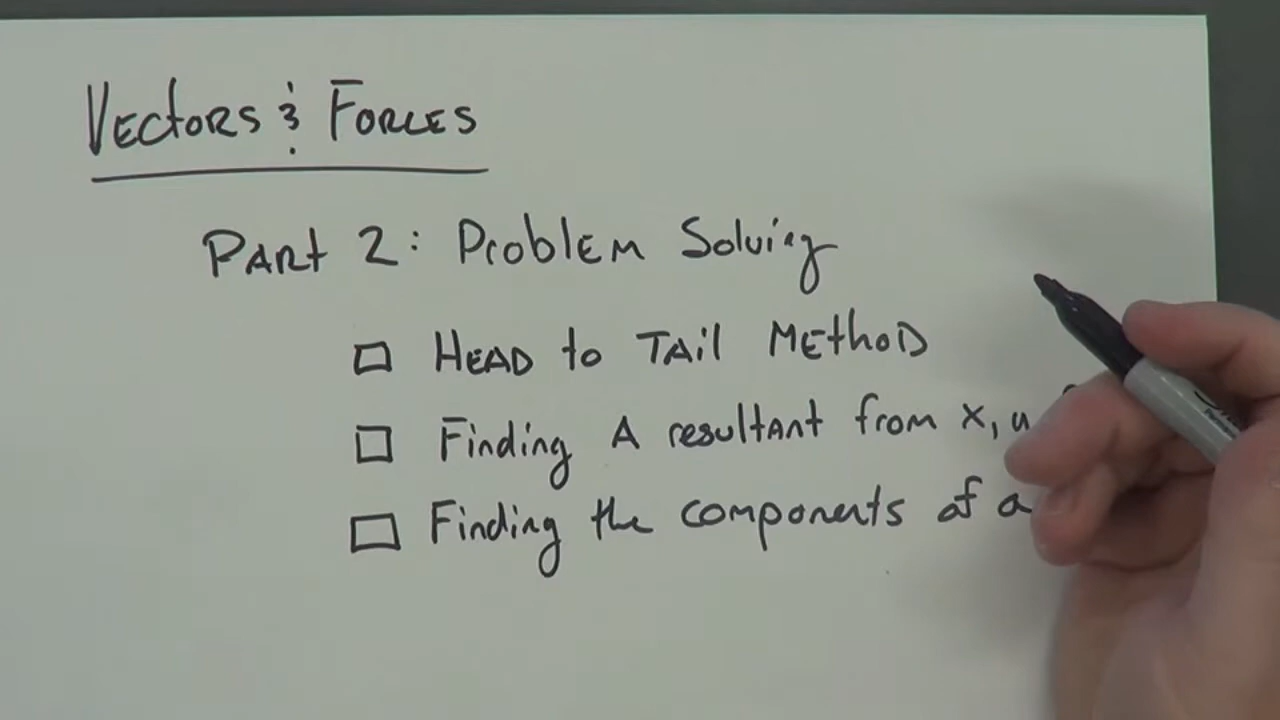 Vectors & Forces
Part 2: Problem Solving
Head to Tail Method
Finding A resultant from x, y
Finding the components of a